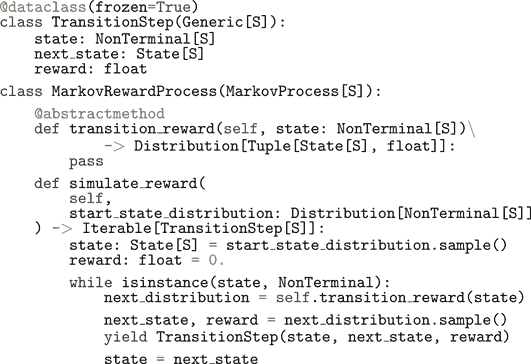 @dataclass(frozen=True)
class TransitionStep(Generic[S]):
    state: NonTerminal[S]
    next_state: State[S]
    reward: float
class MarkovRewardProcess(MarkovProcess[S]):
    @abstractmethod
    def transition_reward(self, state: NonTerminal[S])\
            -> Distribution[Tuple[State[S], float]]:
        pass
    def simulate_reward(
        self,
        start_state_distribution: Distribution[NonTerminal[S]]
    ) -> Iterable[TransitionStep[S]]:
        state: State[S] = start_state_distribution.sample()
        reward: float = 0.
        while isinstance(state, NonTerminal):
            next_distribution = self.transition_reward(state)
            next_state, reward = next_distribution.sample()
            yield TransitionStep(state, next_state, reward)
            state = next_state